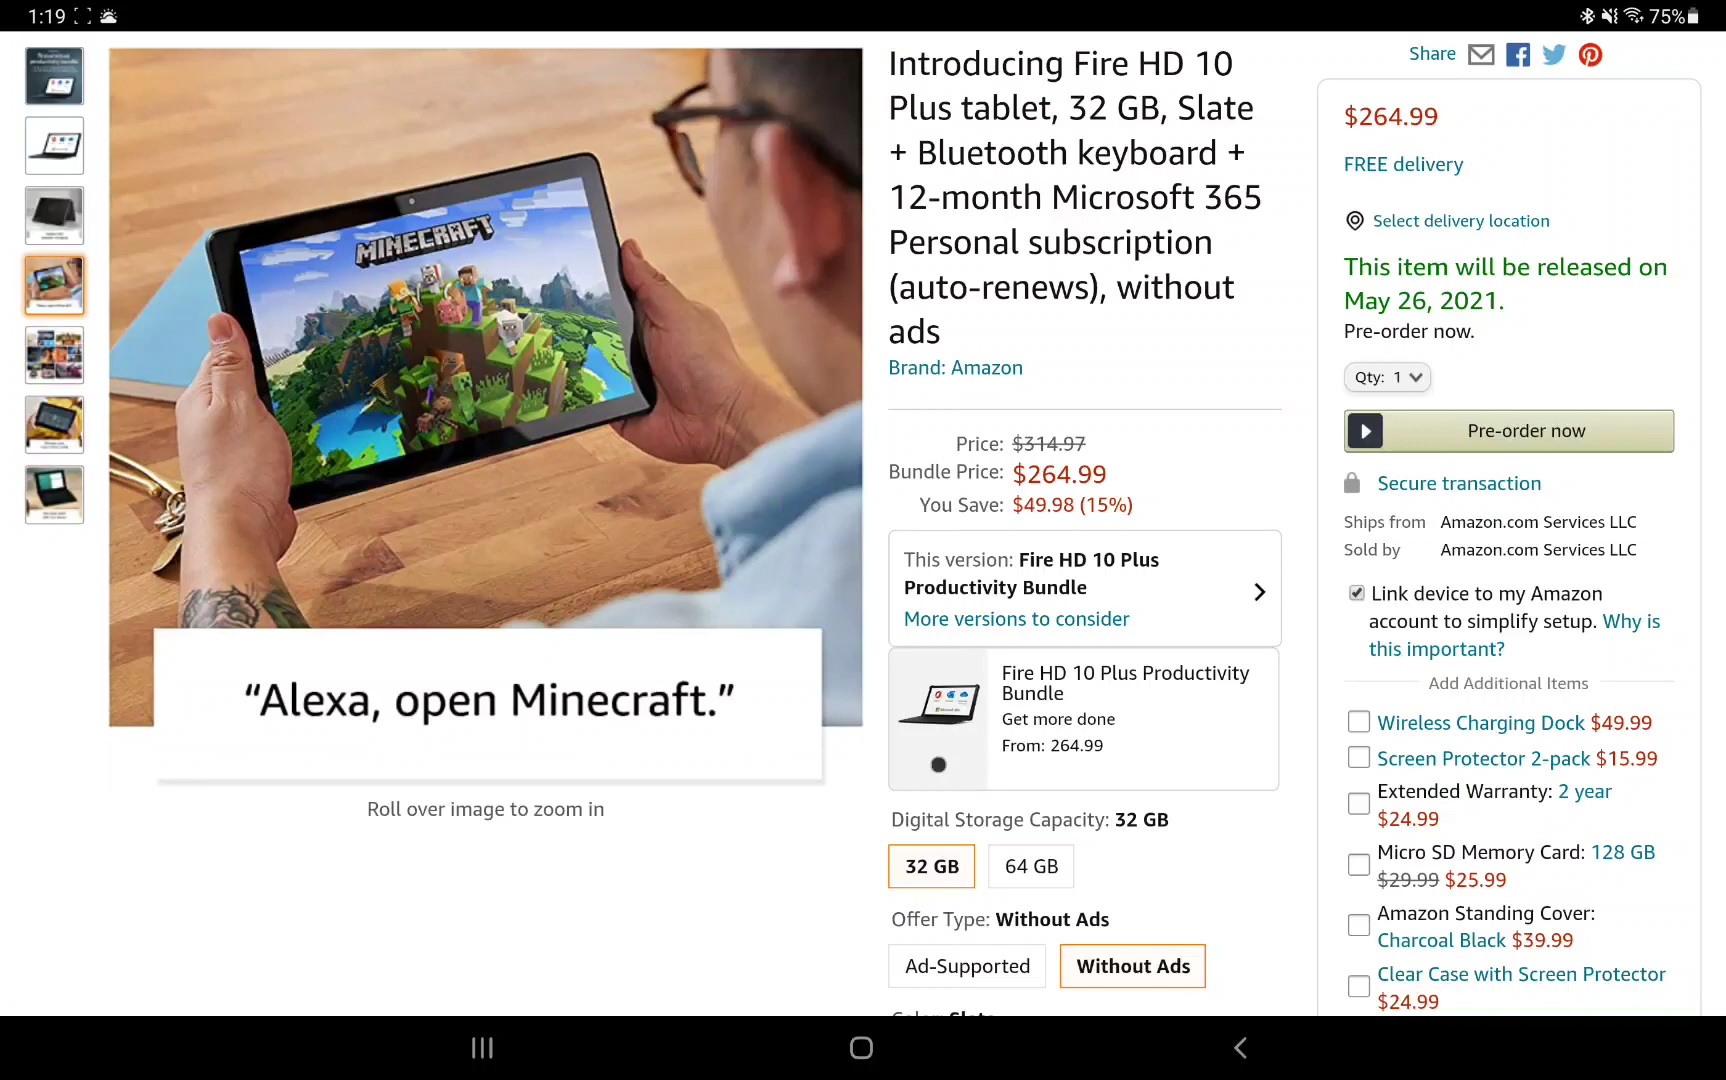 1:19
75%
MINECRAFT
“Alexa, open Minecraft.”
Roll over image to zoom in
Introducing Fire HD 10
Plus tablet, 32 GB, Slate
+ Bluetooth keyboard +
12-month Microsoft 365
Personal subscription
(auto-renews), without
ads
Brand: Amazon
Price: $314.97
Bundle Price: $264.99
You Save: $49.98 (15%)
This version: Fire HD 10 Plus
Productivity Bundle
More versions to consider
Fire HD 10 Plus Productivity
Bundle
Get more done
From: 264.99
Digital Storage Capacity: 32 GB
32 GB
64 GB
Offer Type: Without Ads
Ad-Supported
Without Ads
Share
$264.99
FREE delivery
Select delivery location
This item will be released on
May 26, 2021.
Pre-order now.
Qty: 1
Pre-order now
Secure transaction
Ships from Amazon.com Services LLC
Sold by Amazon.com Services LLC
Link device to my Amazon
account to simplify setup. Why is
this important?
Add Additional Items
Wireless Charging Dock $49.99
Screen Protector 2-pack $15.99
Extended Warranty: 2 year
$24.99
Micro SD Memory Card: 128 GB
$29.99 $25.99
Amazon Standing Cover:
Charcoal Black $39.99
Clear Case with Screen Protector
$24.99